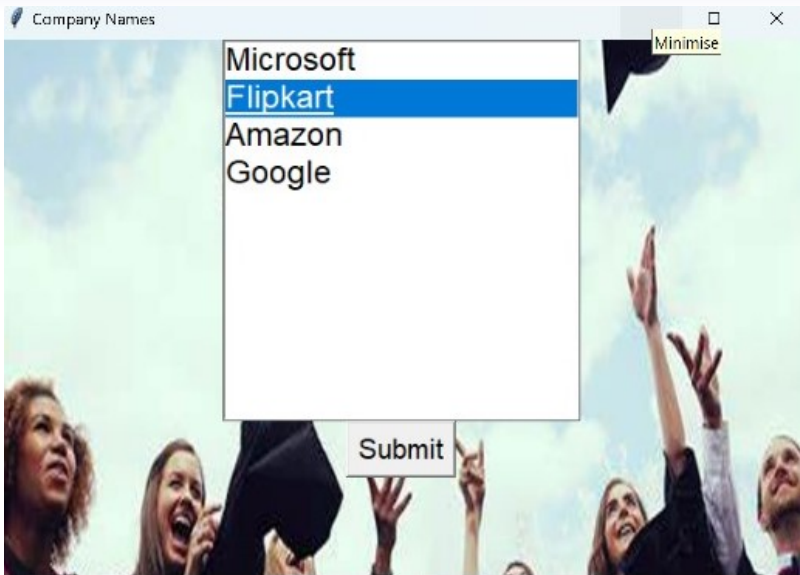 Company Names
Minimise
Microsoft
Flipkart
Amazon
Google
Submit